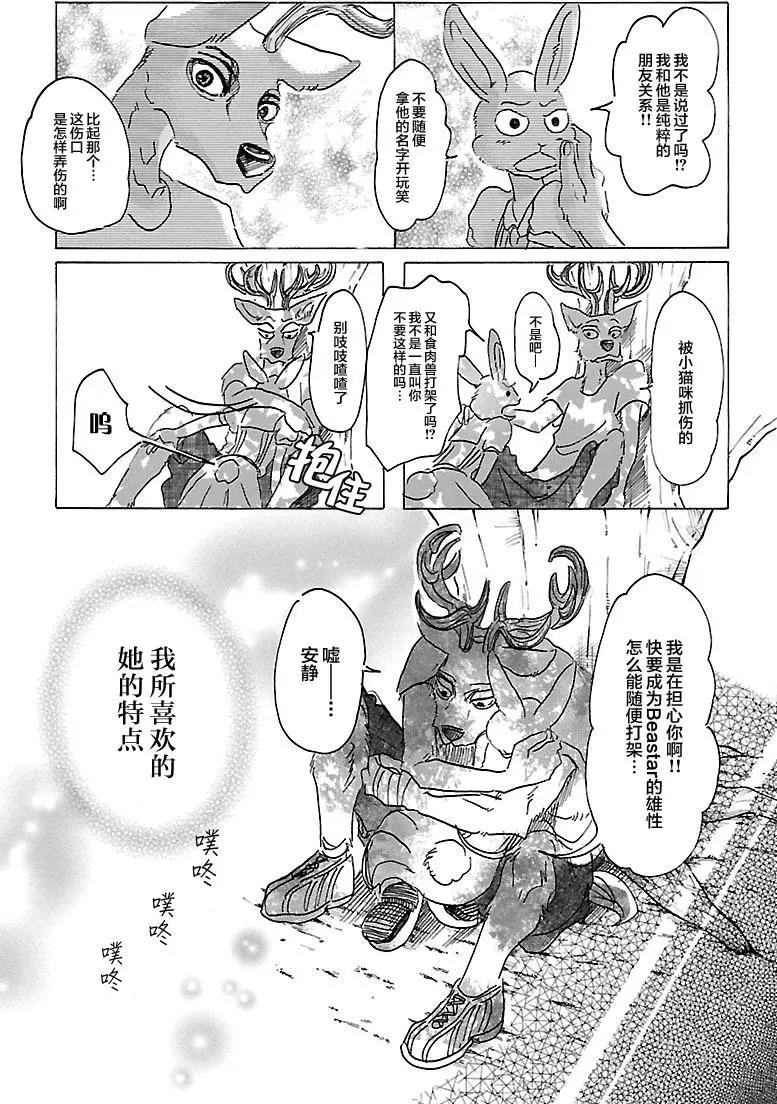 我不是说过了吗!?
我和他是纯粹的
朋友关系!!
不要随便
拿他的名字开玩笑
比起那个…
这伤口
是怎样弄伤的啊
被小猫咪抓伤的
不是吧—
又和食肉兽打架了吗!?
我不是一直叫你
不要这样的吗…
别吱吱喳喳了
呜
抱住
我是在担心你啊!!
快要成为Beastar的雄性
怎么能随便打架…
嘘——…
安静
我所喜欢的
她的特点
噗咚
噗咚
噗咚